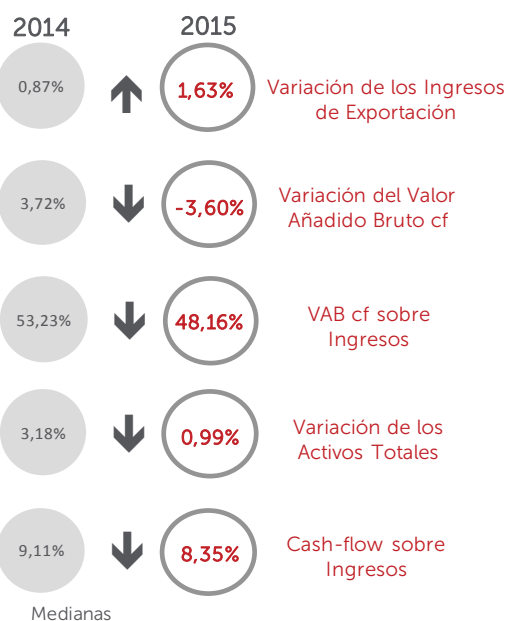 2014
2015
0,87%
1,63%
Variación de los Ingresos
de Exportación
3,72%
-3,60%
Variación del Valor
Añadido Bruto cf
53,23%
48,16%
VAB cf sobre
Ingresos
3,18%
0,99%
Variación de los
Activos Totales
9,11%
8,35%
Cash-flow sobre
Ingresos
Medianas